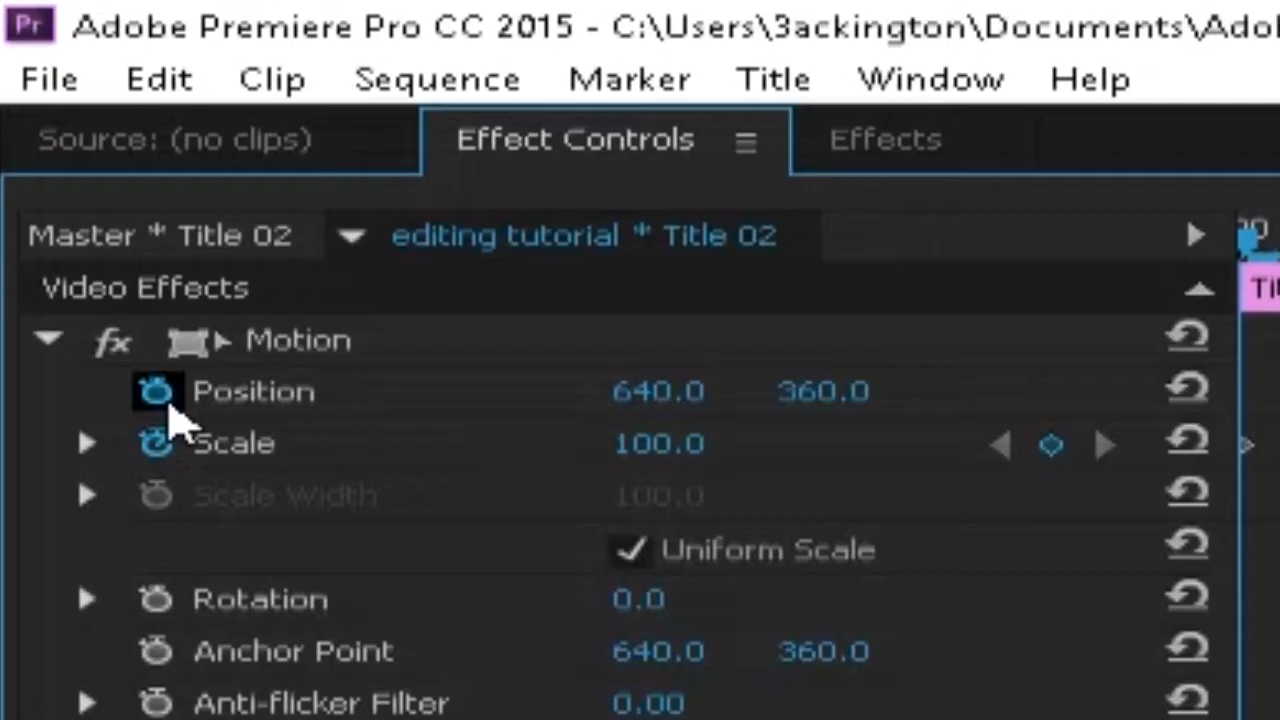 Pr Adobe Premiere Pro CC 2015 - C:\Users\3ackington\Documents\Adob
File Edit Clip Sequence Marker Title Window Help
Source: (no clips) Effect Controls Effects
Master * Title 02 editing tutorial * Title 02
Video Effects
fx Motion
Position 640.0 360.0
Scale 100.0
Scale Width 100.0
Uniform Scale
Rotation 0.0
Anchor Point 640.0 360.0
Anti-flicker Filter 0.00